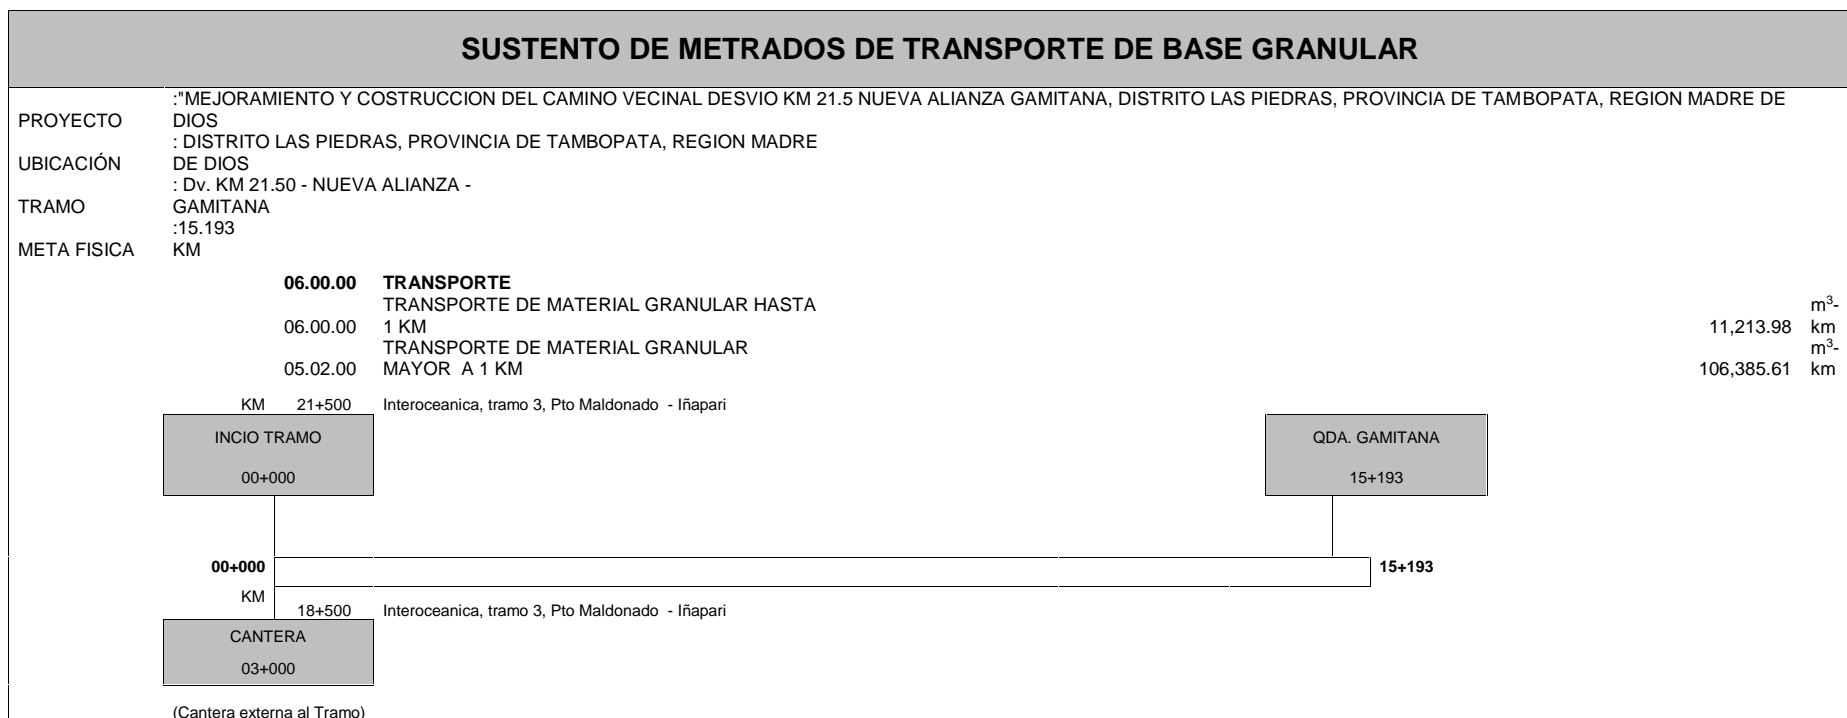 SUSTENTO DE METRADOS DE TRANSPORTE DE BASE GRANULAR
:"MEJORAMIENTO Y COSTRUCCION DEL CAMINO VECINAL DESVIO KM 21.5 NUEVA ALIANZA GAMITANA, DISTRITO LAS PIEDRAS, PROVINCIA DE TAMBOPATA, REGION MADRE DE
PROYECTO DIOS
: DISTRITO LAS PIEDRAS, PROVINCIA DE TAMBOPATA, REGION MADRE
UBICACIÓN DE DIOS
: Dv. KM 21.50 - NUEVA ALIANZA -
TRAMO GAMITANA
:15.193
META FISICA KM
06.00.00 TRANSPORTE
TRANSPORTE DE MATERIAL GRANULAR HASTA m³-
06.00.00 1 KM 11,213.98 km
TRANSPORTE DE MATERIAL GRANULAR m³-
05.02.00 MAYOR A 1 KM 106,385.61 km
KM 21+500 Interoceanica, tramo 3, Pto Maldonado - Iñapari
INCIO TRAMO QDA. GAMITANA
00+000 15+193
00+000 15+193
KM
18+500 Interoceanica, tramo 3, Pto Maldonado - Iñapari
CANTERA
03+000
(Cantera externa al Tramo)